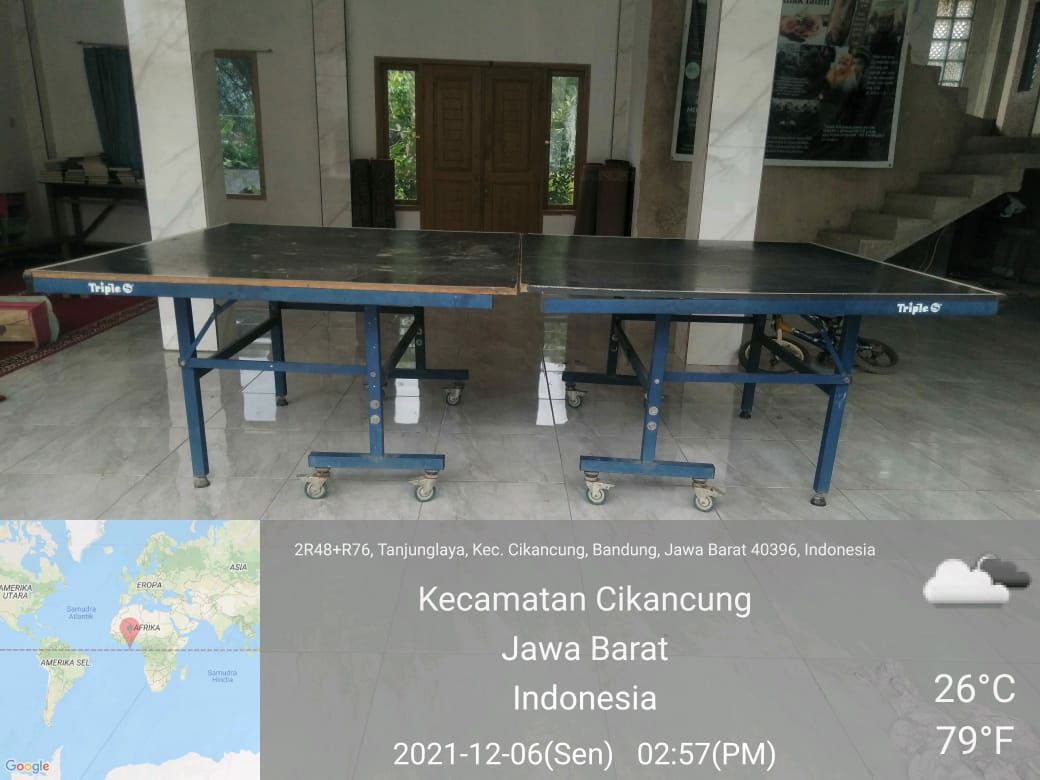 Triple S
Triple S
2R48+R76, Tanjunglaya, Kec. Cikancung, Bandung, Jawa Barat 40396, Indonesia
Kecamatan Cikancung
Jawa Barat
Indonesia
2021-12-06(Sen) 02:57(PM)
26°C
79°F
AMERIKA
UTARA
Samudra
Atlantik
EROPA
ASIA
AFRIKA
AMERIKA SEL.
Samudra
Hindia
Google